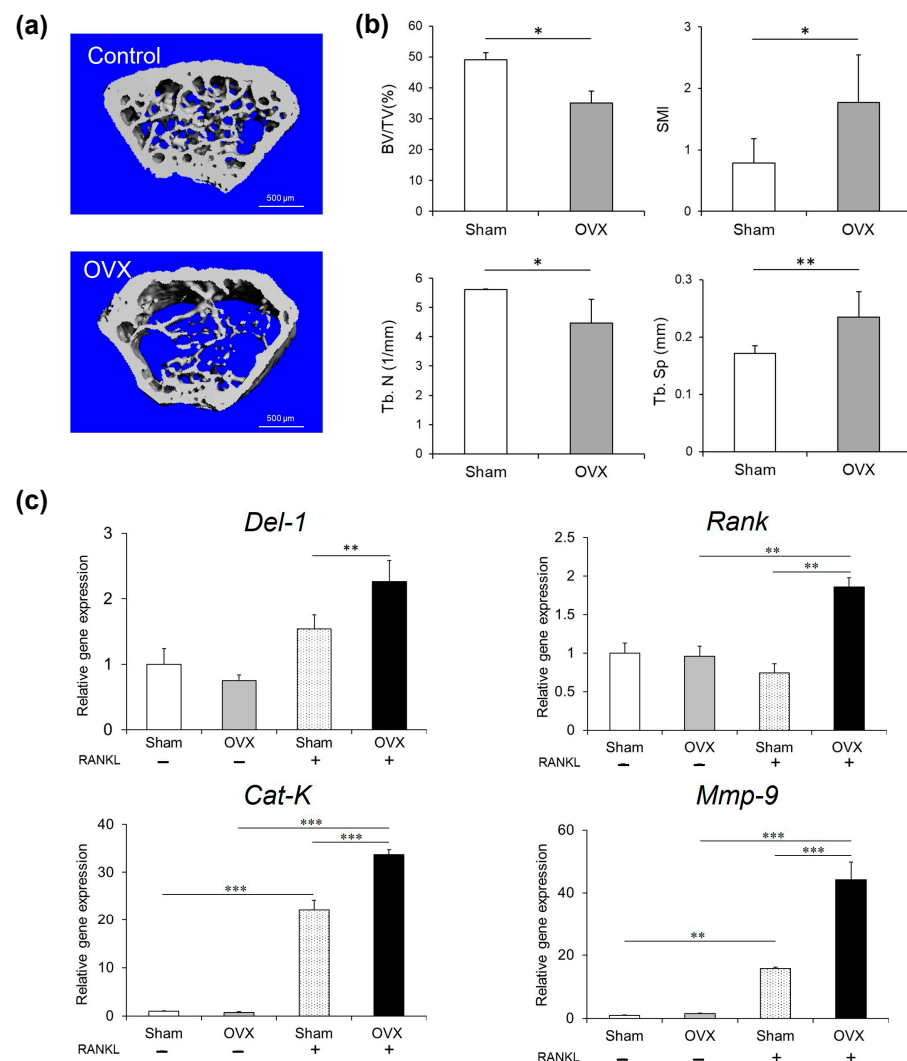 (a)
Control
500 µm
OVX
500 µm
(b)
BV/TV(%)
60
50
40
30
20
10
0
*
Sham OVX
SMI
3
2
1
0
*
Sham OVX
Tb. N (1/mm)
6
5
4
3
2
1
0
*
Sham OVX
Tb. Sp (mm)
0.3
0.2
0.1
0
**
Sham OVX
(c)
Del-1
Relative gene expression
3
2
1
0
**
Sham OVX Sham OVX
RANKL − − + +
Rank
Relative gene expression
2.5
2
1.5
1
0.5
0
**
**
Sham OVX Sham OVX
RANKL − − + +
Cat-K
Relative gene expression
40
30
20
10
0
***
***
***
Sham OVX Sham OVX
RANKL − − + +
Mmp-9
Relative gene expression
60
40
20
0
***
***
**
Sham OVX Sham OVX
RANKL − − + +